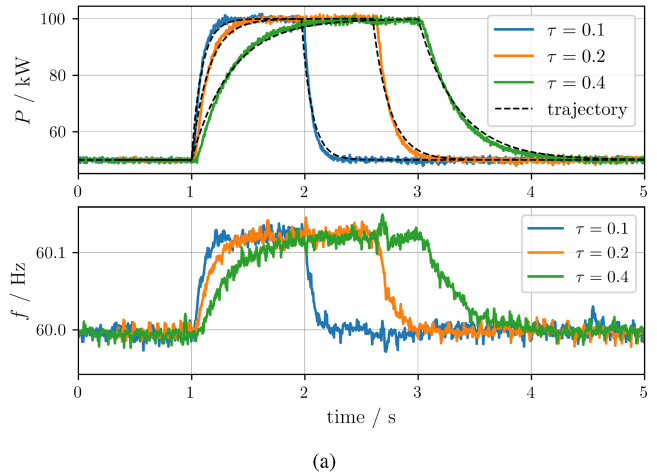 100
80
60
P / kW
τ = 0.1
τ = 0.2
τ = 0.4
trajectory
0 1 2 3 4 5
60.1
60.0
f / Hz
τ = 0.1
τ = 0.2
τ = 0.4
0 1 2 3 4 5
time / s
(a)